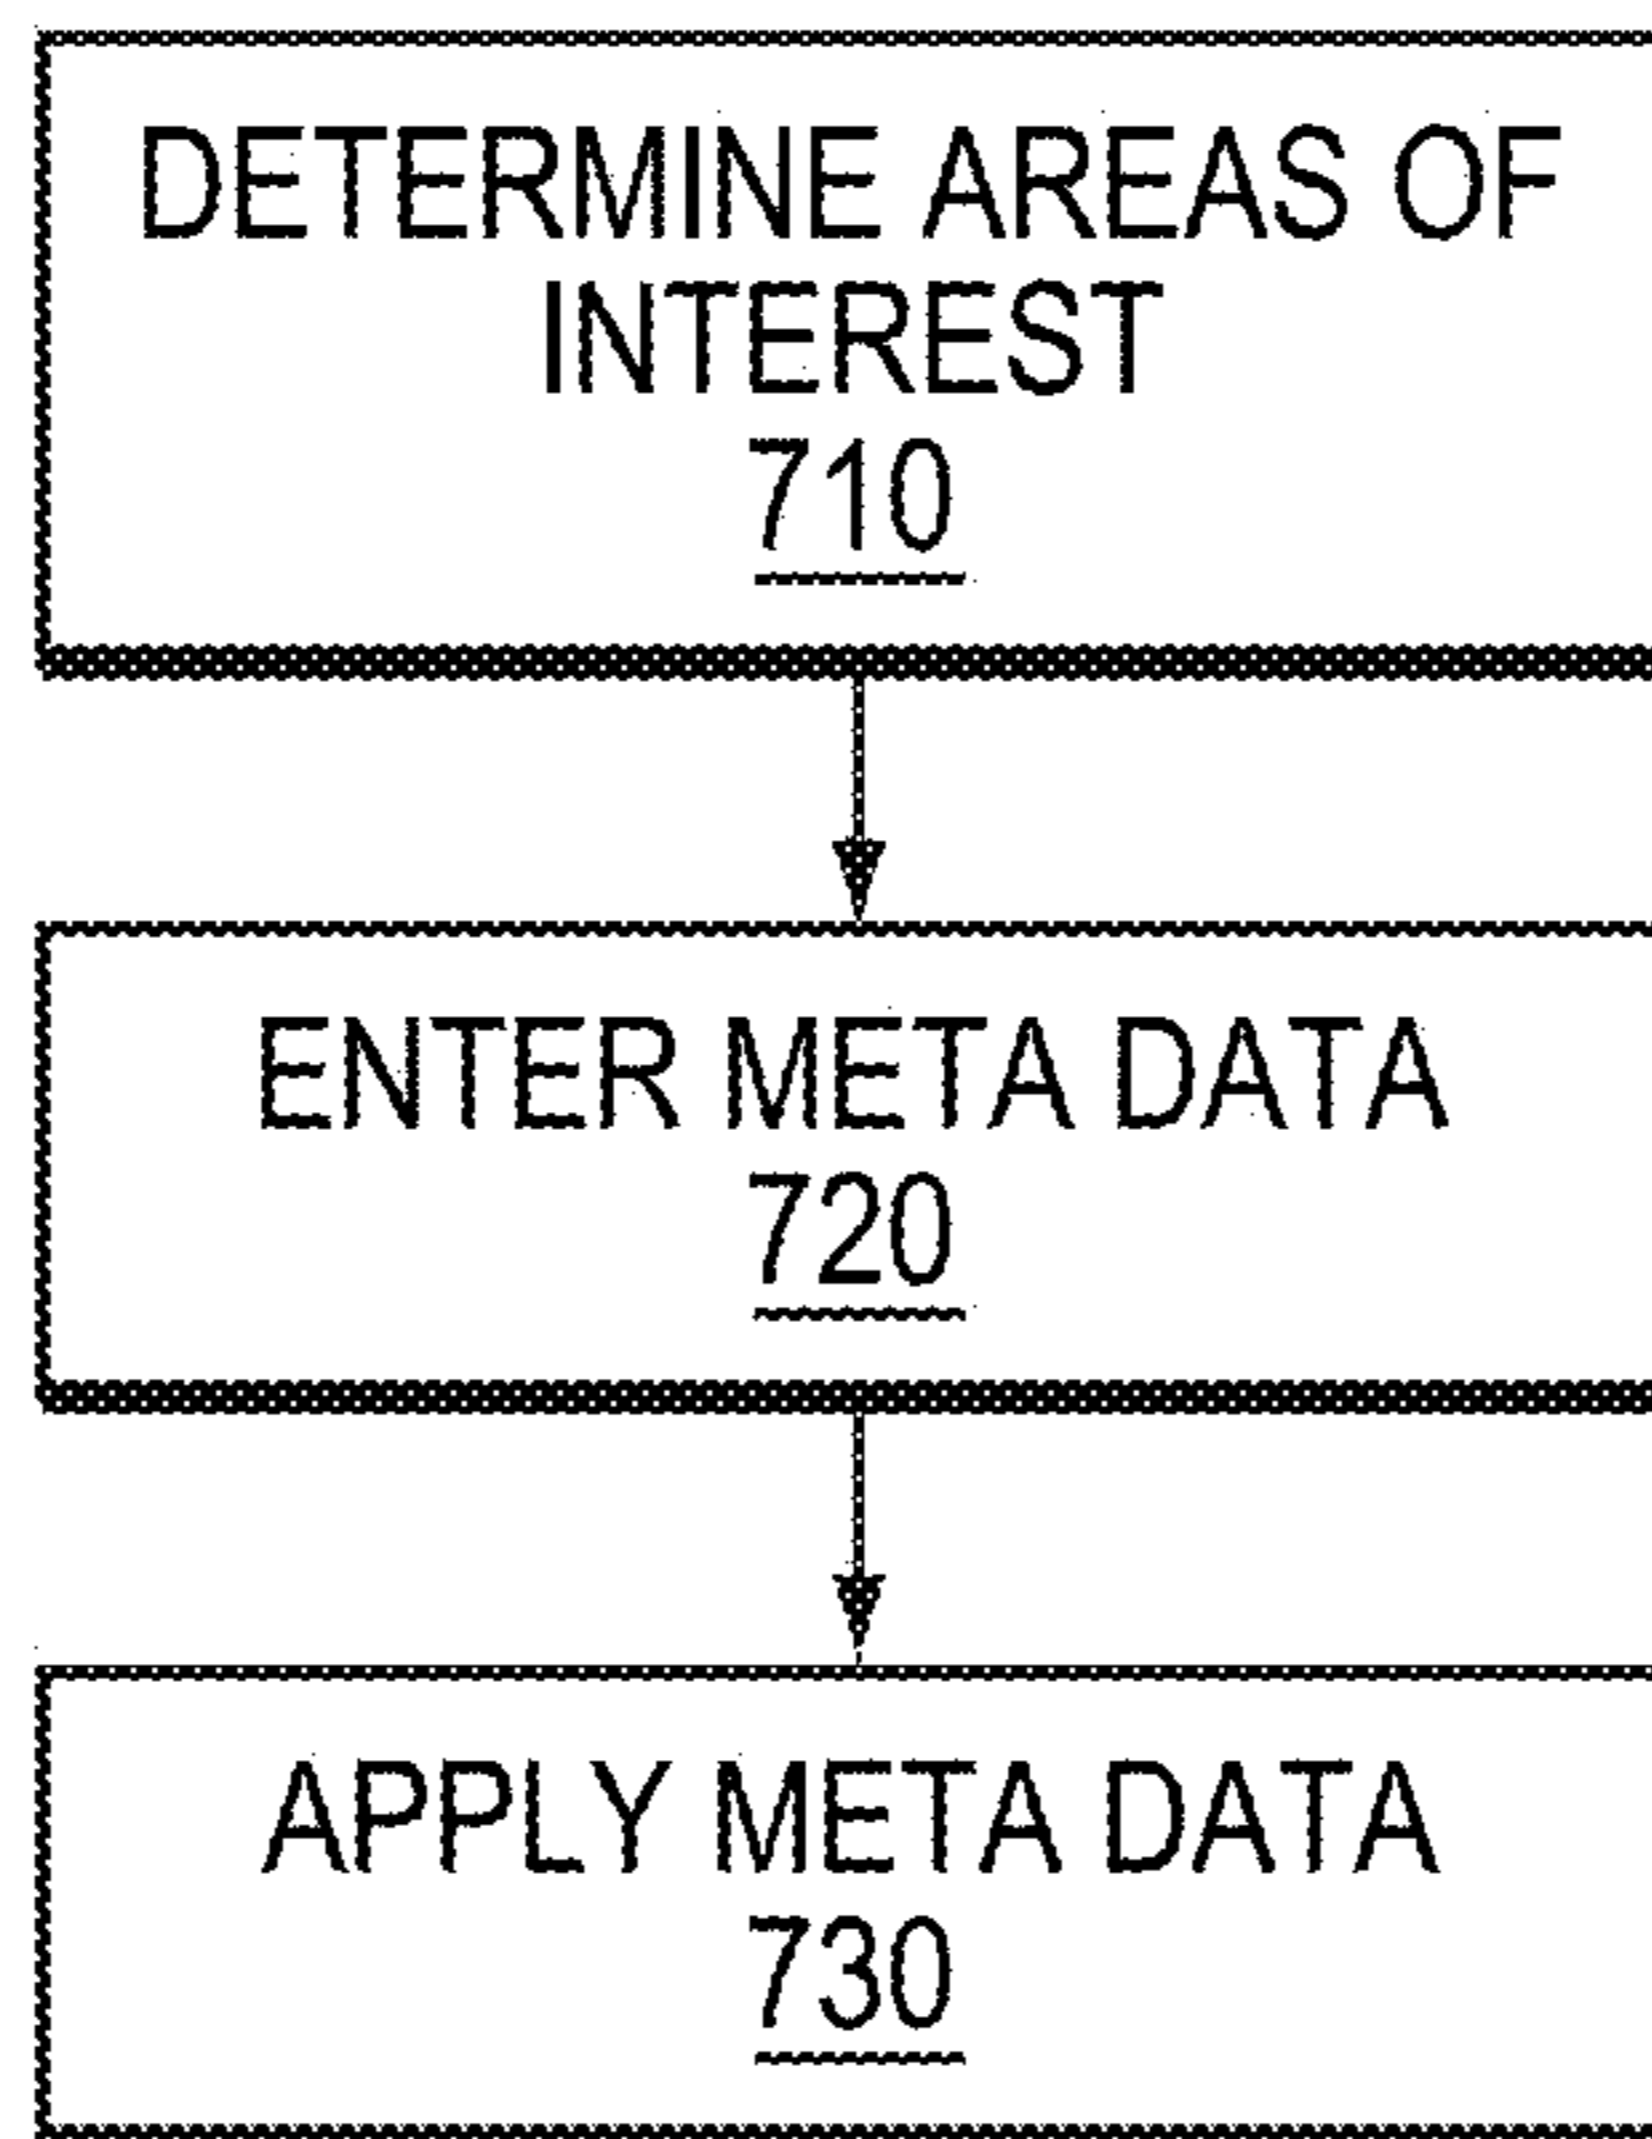 DETERMINE AREAS OF
INTEREST
710
ENTER META DATA
720
APPLY META DATA
730